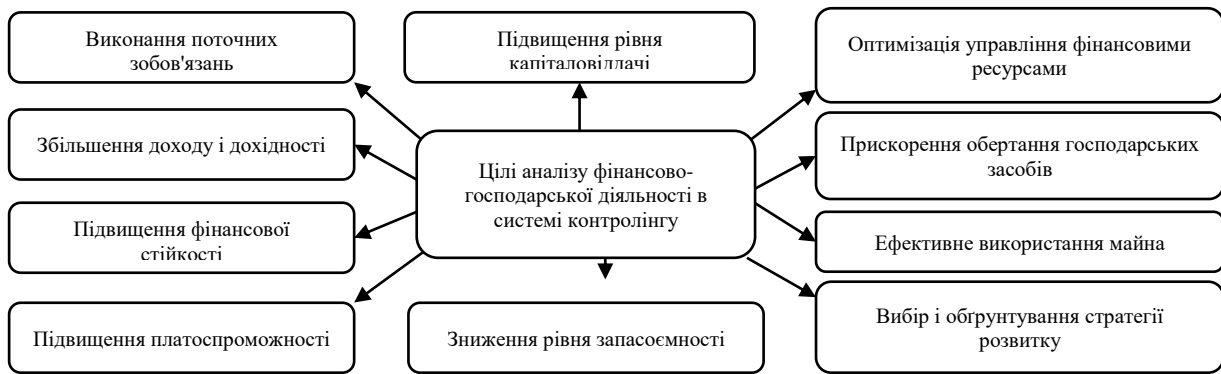 Виконання поточних
зобов'язань
Підвищення рівня
капіталовіддачі
Оптимізація управління фінансовими
ресурсами
Збільшення доходу і дохідності
Цілі аналізу фінансово-
господарської діяльності в
системі контролінгу
Прискорення обертання господарських
засобів
Підвищення фінансової
стійкості
Ефективне використання майна
Підвищення платоспроможності
Зниження рівня запасоємності
Вибір і обґрунтування стратегії
розвитку